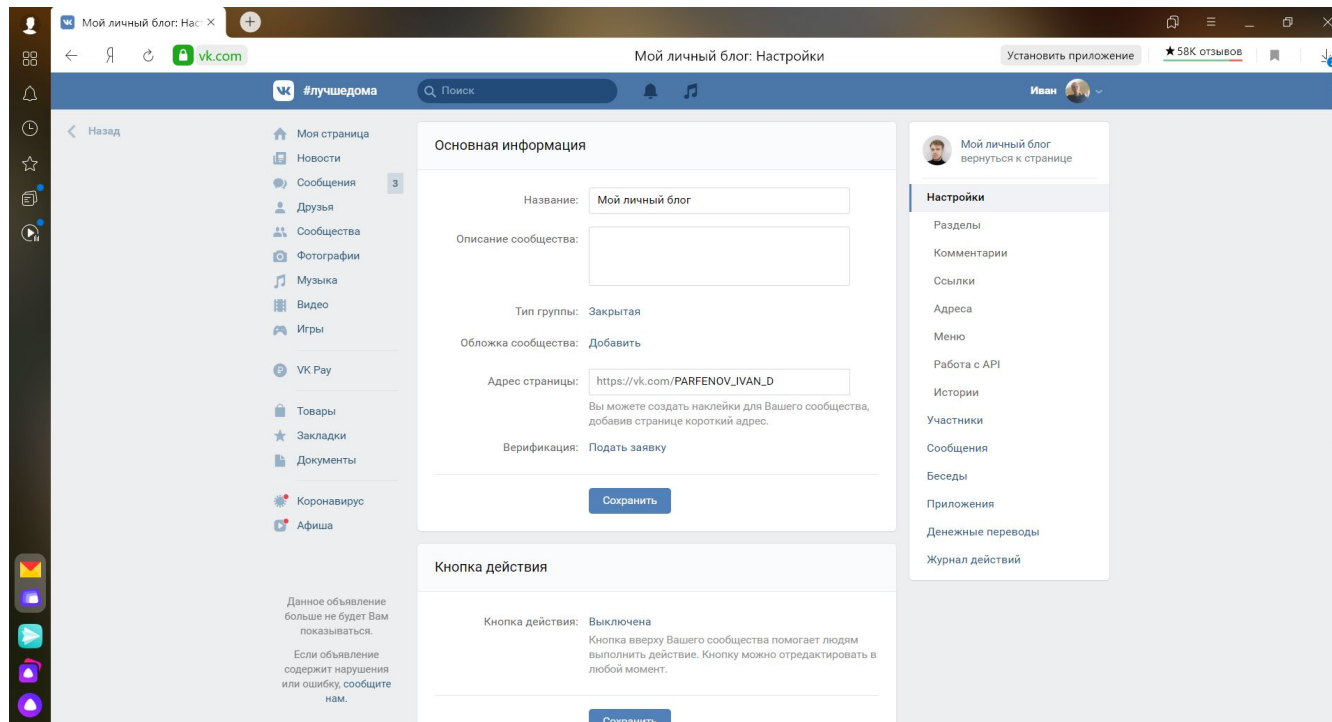 Мой личный блог: Нас
vk.com
Мой личный блог: Настройки
Установить приложение
★ 58K отзывов
#лучшедома
Поиск
Иван
Назад
Моя страница
Новости
Сообщения 3
Друзья
Сообщества
Фотографии
Музыка
Видео
Игры
VK Pay
Товары
Закладки
Документы
Коронавирус
Афиша
Данное объявление
больше не будет Вам
показываться.
Если объявление
содержит нарушения
или ошибку, сообщите
нам.
Основная информация
Название: Мой личный блог
Описание сообщества:
Тип группы: Закрытая
Обложка сообщества: Добавить
Адрес страницы: https://vk.com/PARFENOV_IVAN_D
Вы можете создать наклейки для Вашего сообщества,
добавив странице короткий адрес.
Верификация: Подать заявку
Сохранить
Кнопка действия
Кнопка действия: Выключена
Кнопка вверху Вашего сообщества помогает людям
выполнить действие. Кнопку можно отредактировать в
любой момент.
Сохранить
Мой личный блог
вернуться к странице
Настройки
Разделы
Комментарии
Ссылки
Адреса
Меню
Работа с API
Истории
Участники
Сообщения
Беседы
Приложения
Денежные переводы
Журнал действий